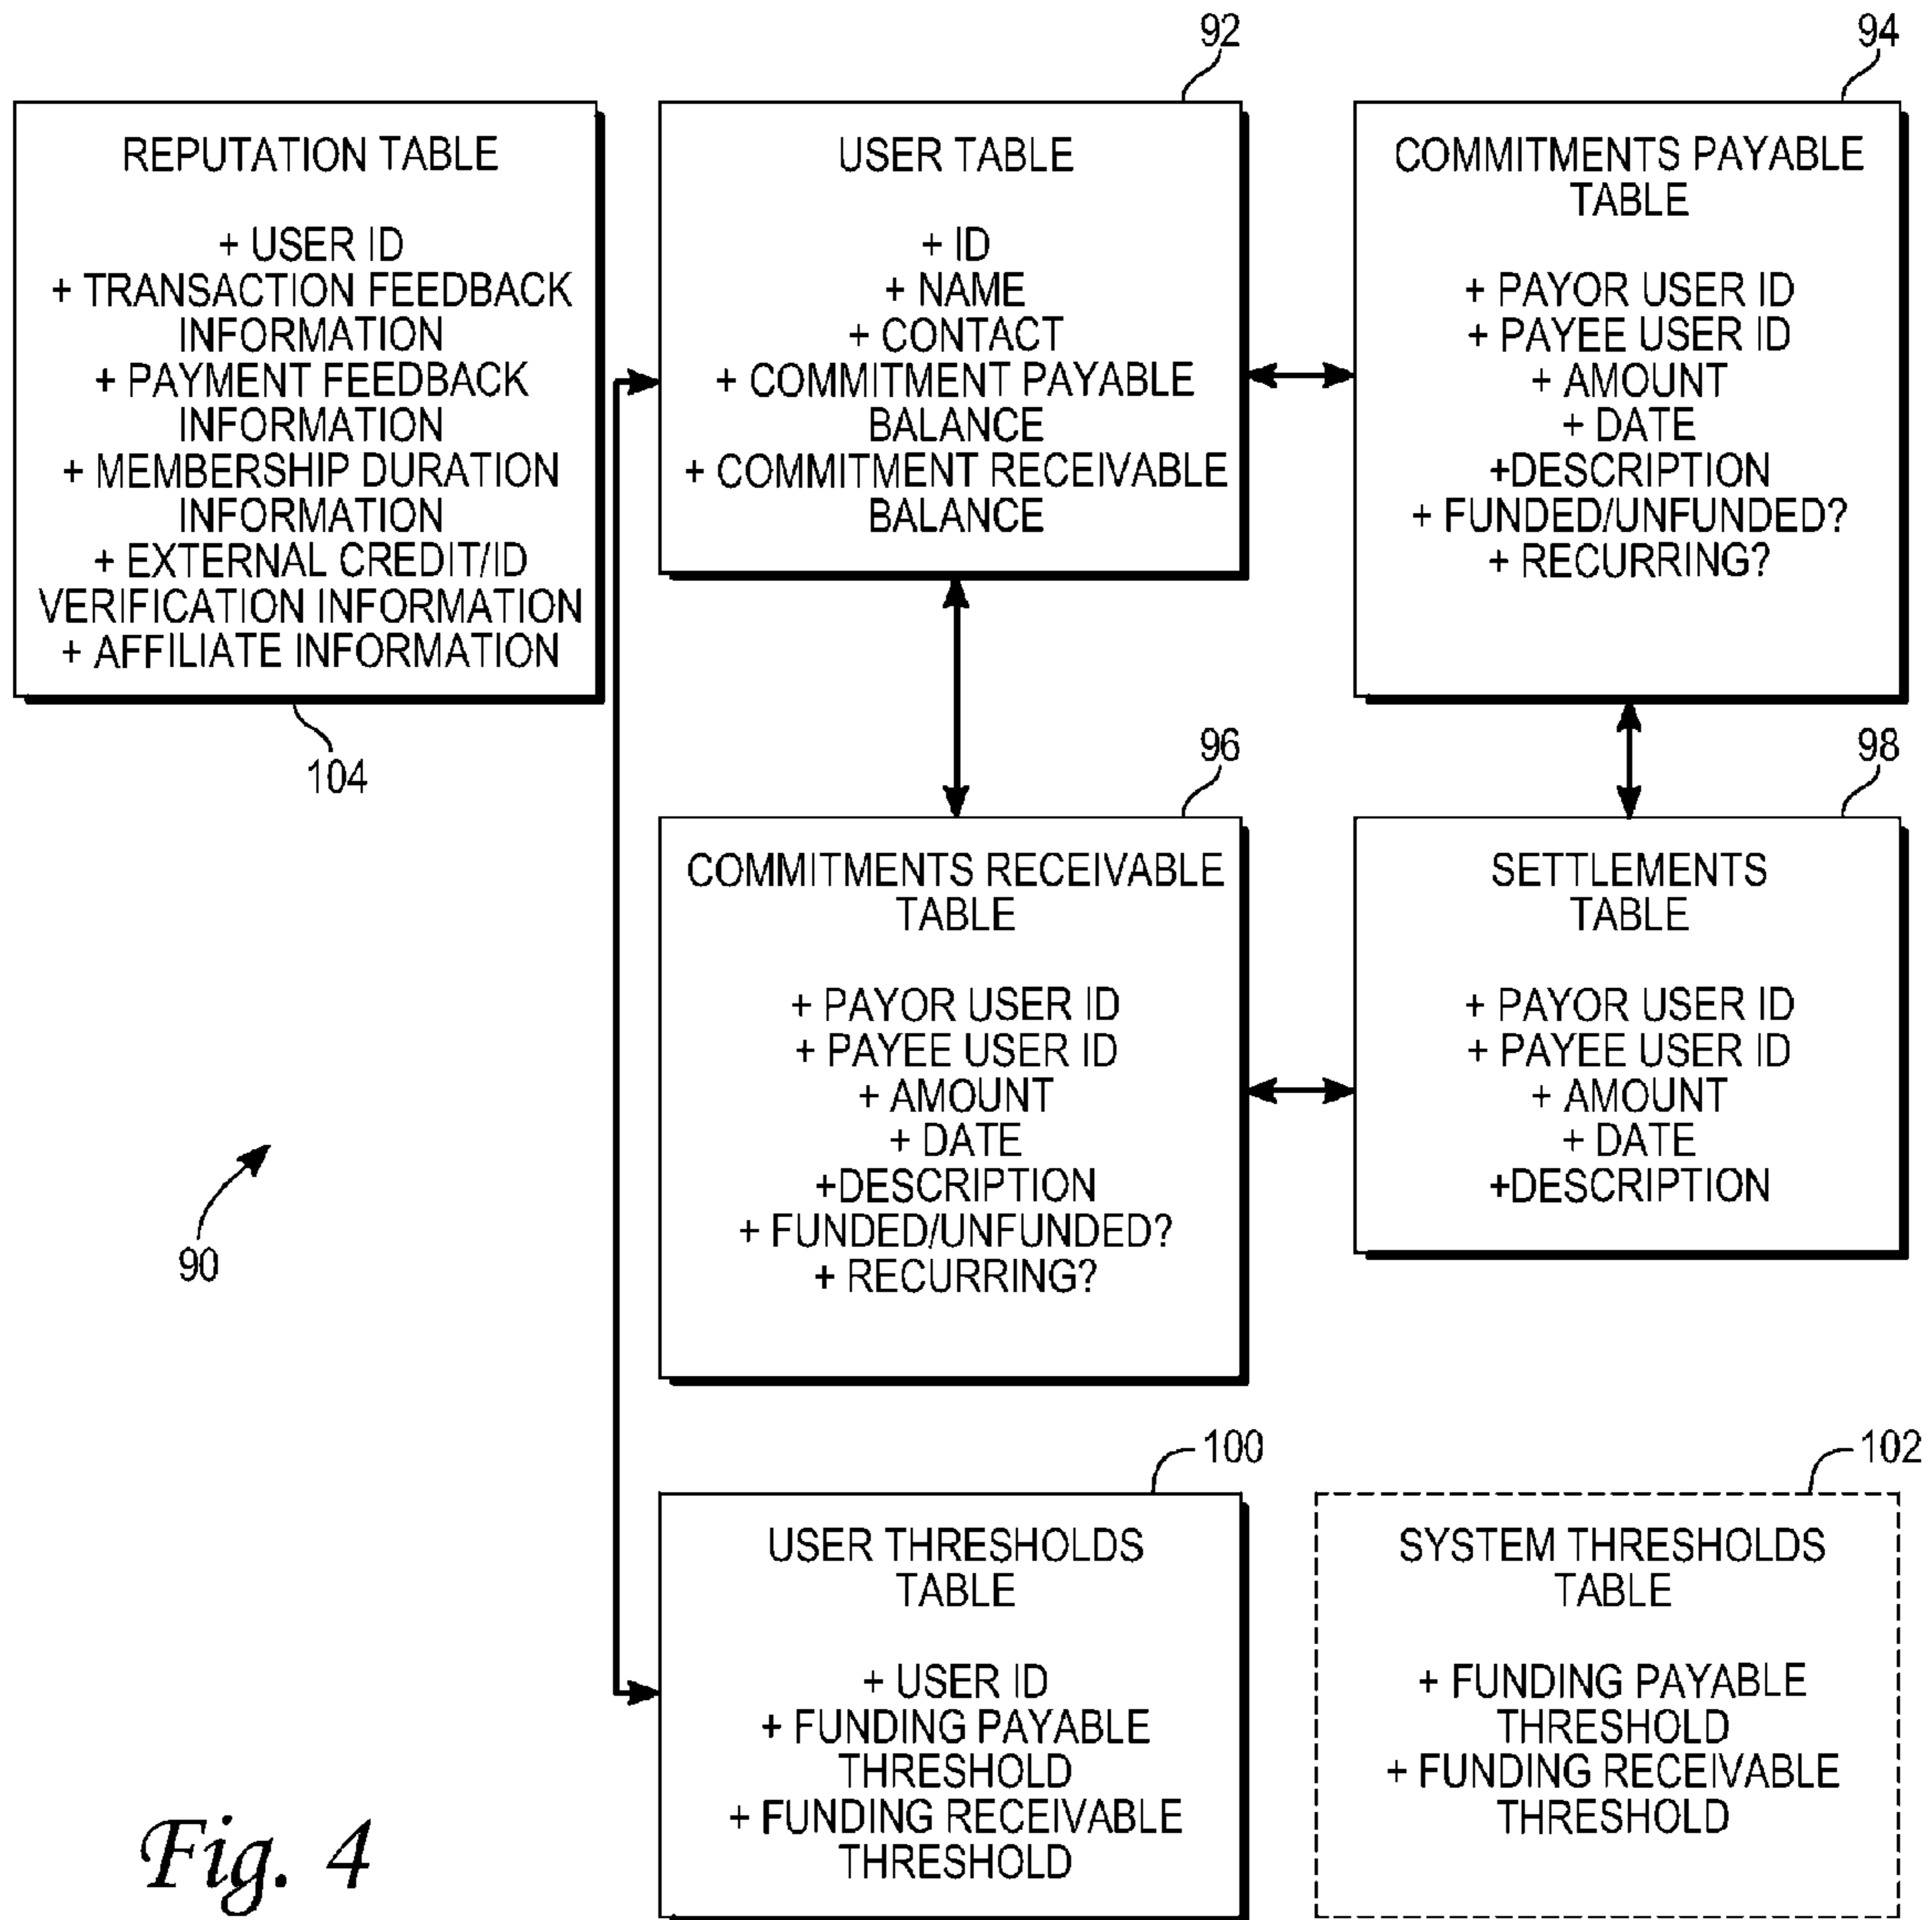 92
94
REPUTATION TABLE
+ USER ID
+ TRANSACTION FEEDBACK
INFORMATION
+ PAYMENT FEEDBACK
INFORMATION
+ MEMBERSHIP DURATION
INFORMATION
+ EXTERNAL CREDIT/ID
VERIFICATION INFORMATION
+ AFFILIATE INFORMATION
104
USER TABLE
+ ID
+ NAME
+ CONTACT
+ COMMITMENT PAYABLE
BALANCE
+ COMMITMENT RECEIVABLE
BALANCE
COMMITMENTS PAYABLE
TABLE
+ PAYOR USER ID
+ PAYEE USER ID
+ AMOUNT
+ DATE
+DESCRIPTION
+ FUNDED/UNFUNDED?
+ RECURRING?
96
98
COMMITMENTS RECEIVABLE
TABLE
+ PAYOR USER ID
+ PAYEE USER ID
+ AMOUNT
+ DATE
+DESCRIPTION
+ FUNDED/UNFUNDED?
+ RECURRING?
SETTLEMENTS
TABLE
+ PAYOR USER ID
+ PAYEE USER ID
+ AMOUNT
+ DATE
+DESCRIPTION
90
100
102
USER THRESHOLDS
TABLE
+ USER ID
+ FUNDING PAYABLE
THRESHOLD
+ FUNDING RECEIVABLE
THRESHOLD
SYSTEM THRESHOLDS
TABLE
+ FUNDING PAYABLE
THRESHOLD
+ FUNDING RECEIVABLE
THRESHOLD
Fig. 4